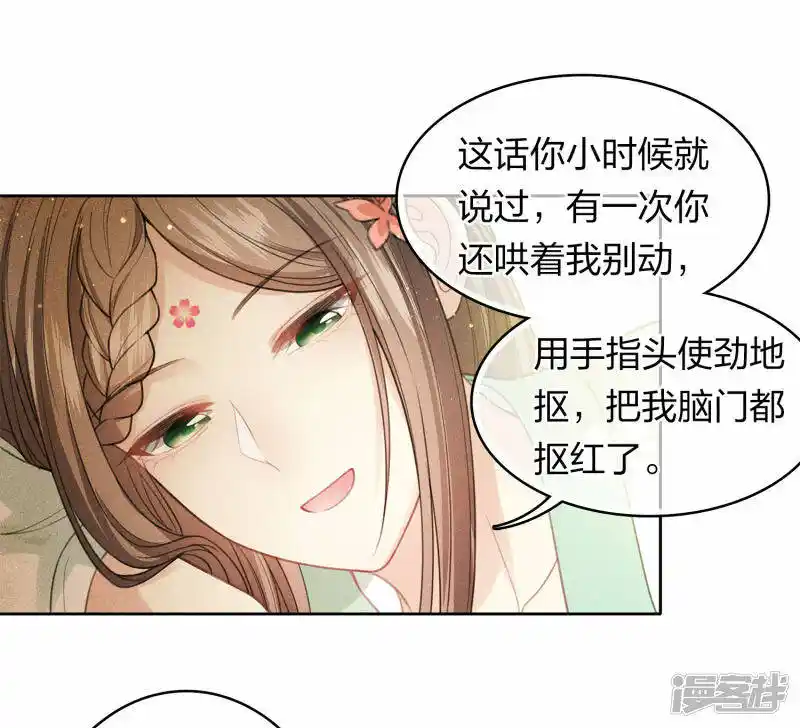 这话你小时候就
说过，有一次你
还哄着我别动，
用手指头使劲地
抠，把我脑门都
抠红了。
漫客栈